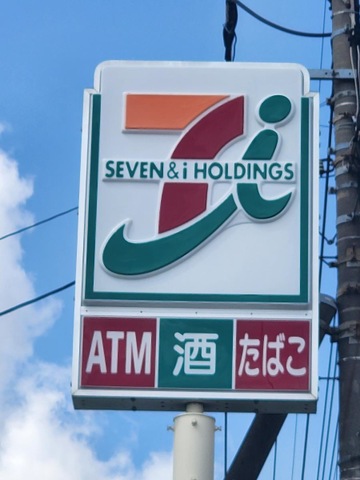 SEVEN & i HOLDINGS
ATM 酒 たばこ